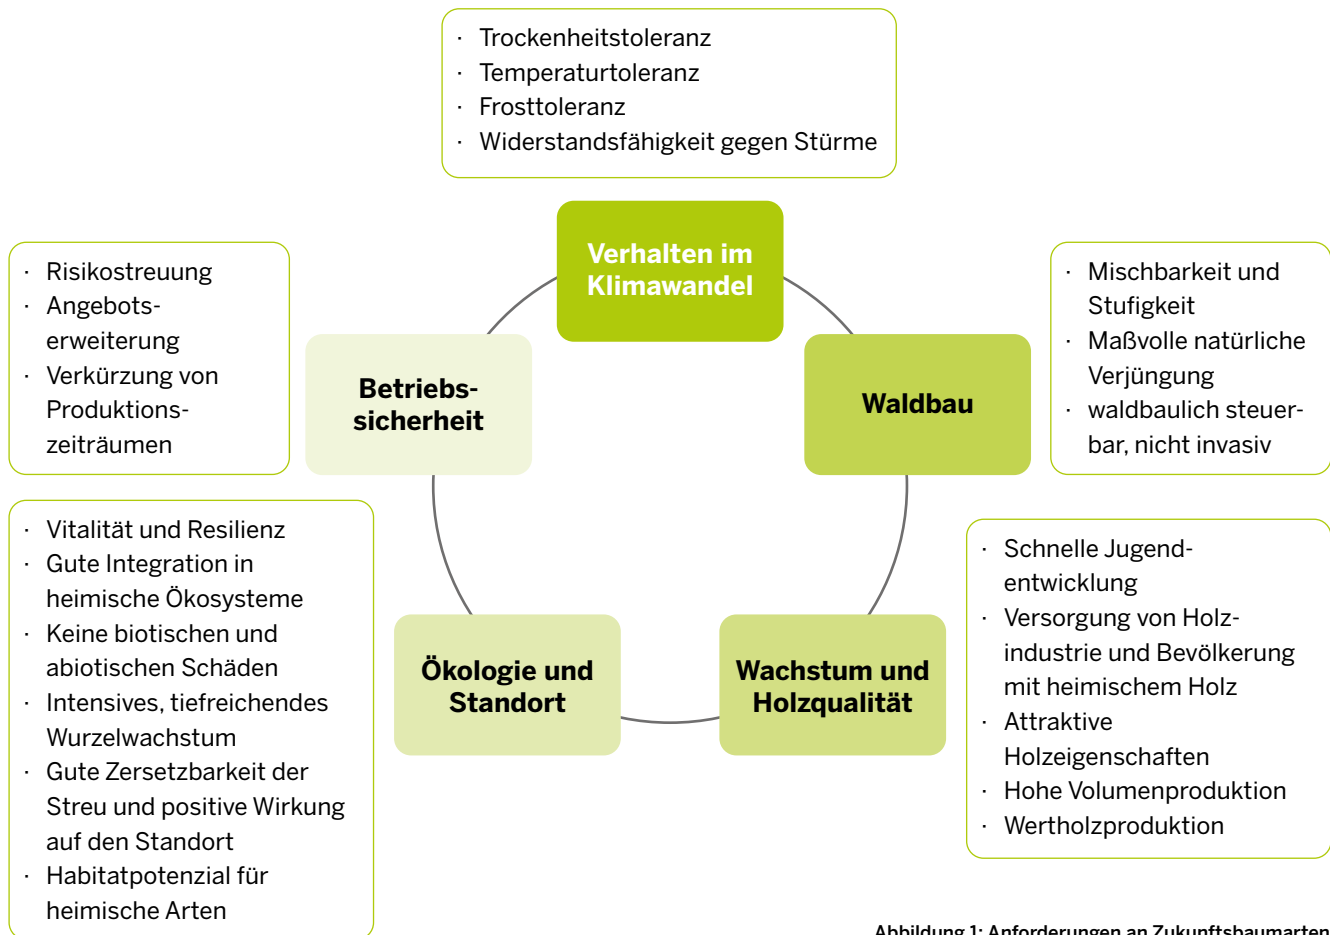 · Trockenheitstoleranz
· Temperaturtoleranz
· Frosttoleranz
· Widerstandsfähigkeit gegen Stürme
Verhalten im
Klimawandel
· Risikostreuung
· Angebots-
erweiterung
· Verkürzung von
Produktions-
zeiträumen
Betriebs-
sicherheit
Waldbau
· Mischbarkeit und
Stufigkeit
· Maßvolle natürliche
Verjüngung
· waldbaulich steuer-
bar, nicht invasiv
· Vitalität und Resilienz
· Gute Integration in
heimische Ökosysteme
· Keine biotischen und
abiotischen Schäden
· Intensives, tiefreichendes
Wurzelwachstum
· Gute Zersetzbarkeit der
Streu und positive Wirkung
auf den Standort
· Habitatpotenzial für
heimische Arten
Ökologie und
Standort
Wachstum und
Holzqualität
· Schnelle Jugend-
entwicklung
· Versorgung von Holz-
industrie und Bevölkerung
mit heimischem Holz
· Attraktive
Holzeigenschaften
· Hohe Volumenproduktion
· Wertholzproduktion
Abbildung 1: Anforderungen an Zukunftsbaumarten